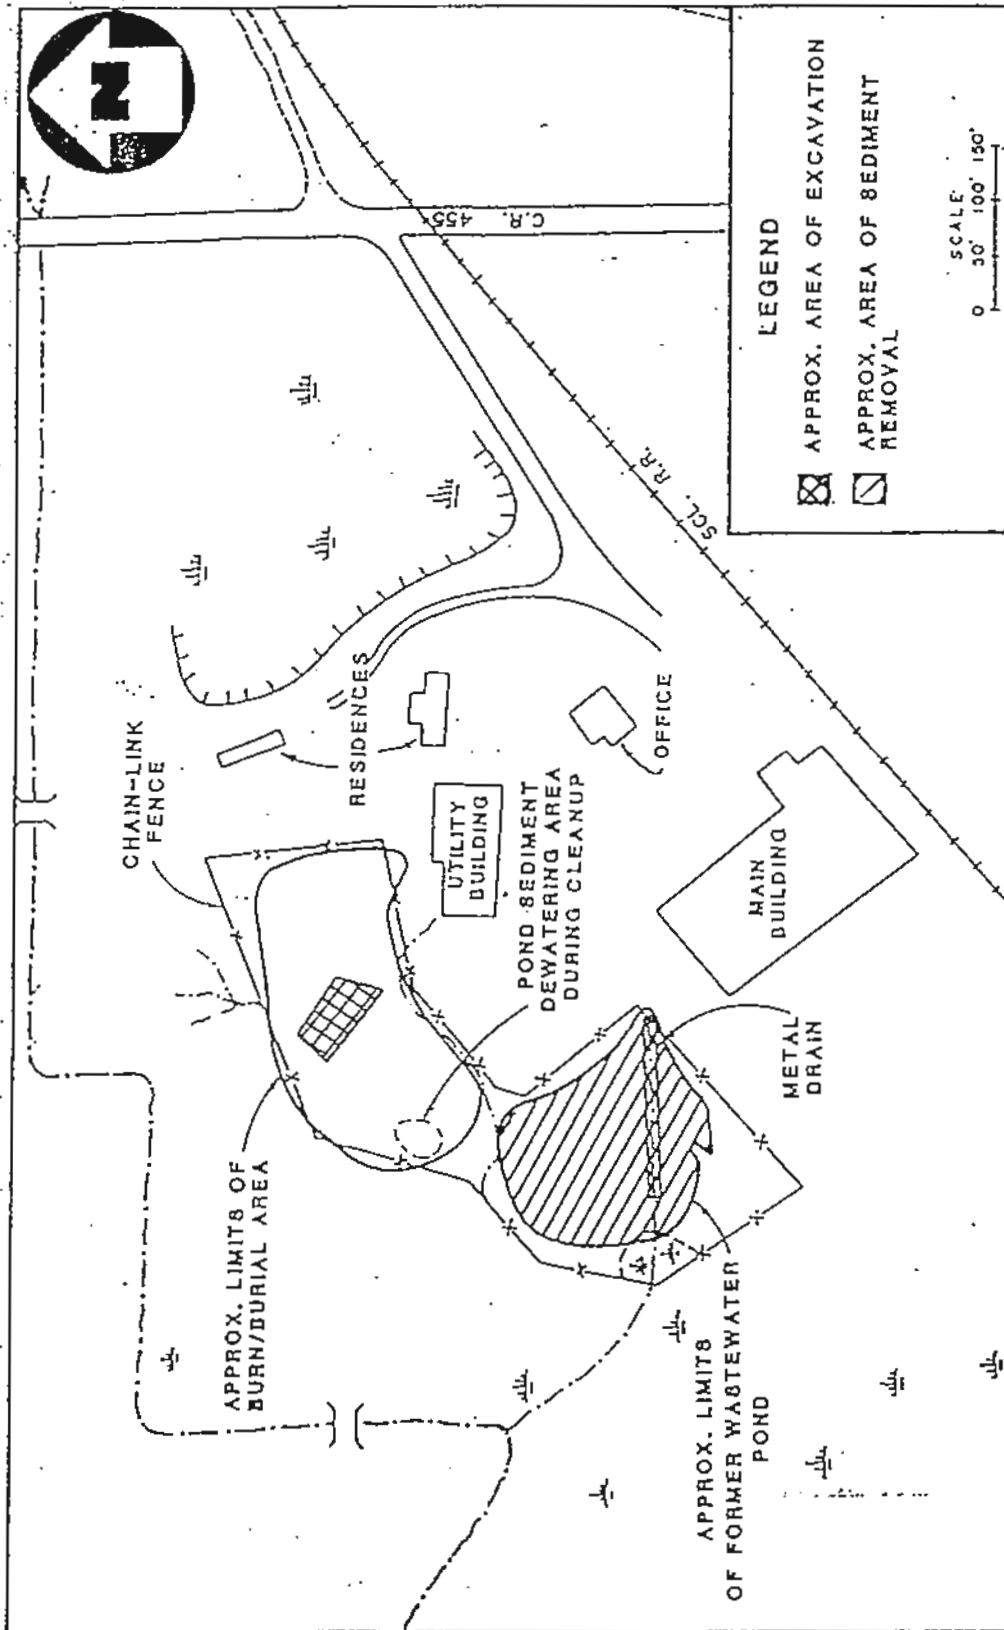 N
C.R. 455
SCL. R.R.
CHAIN-LINK
FENCE
RESIDENCES
OFFICE
UTILITY
BUILDING
POND SEDIMENT
DEWATERING AREA
DURING CLEANUP
MAIN
BUILDING
METAL
DRAIN
APPROX. LIMITS OF
BURN/BURIAL AREA
APPROX. LIMITS
OF FORMER WASTEWATER
POND
LEGEND
APPROX. AREA OF EXCAVATION
APPROX. AREA OF SEDIMENT
REMOVAL
SCALE
0 50' 100' 150'